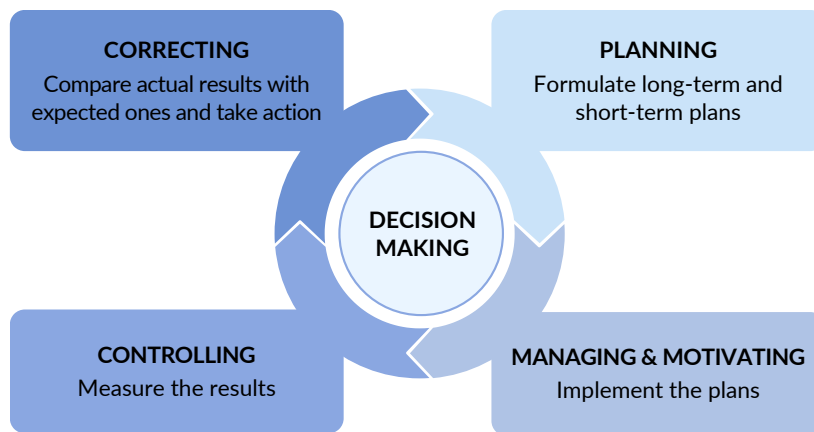 CORRECTING
Compare actual results with
expected ones and take action
PLANNING
Formulate long-term and
short-term plans
DECISION
MAKING
CONTROLLING
Measure the results
MANAGING & MOTIVATING
Implement the plans